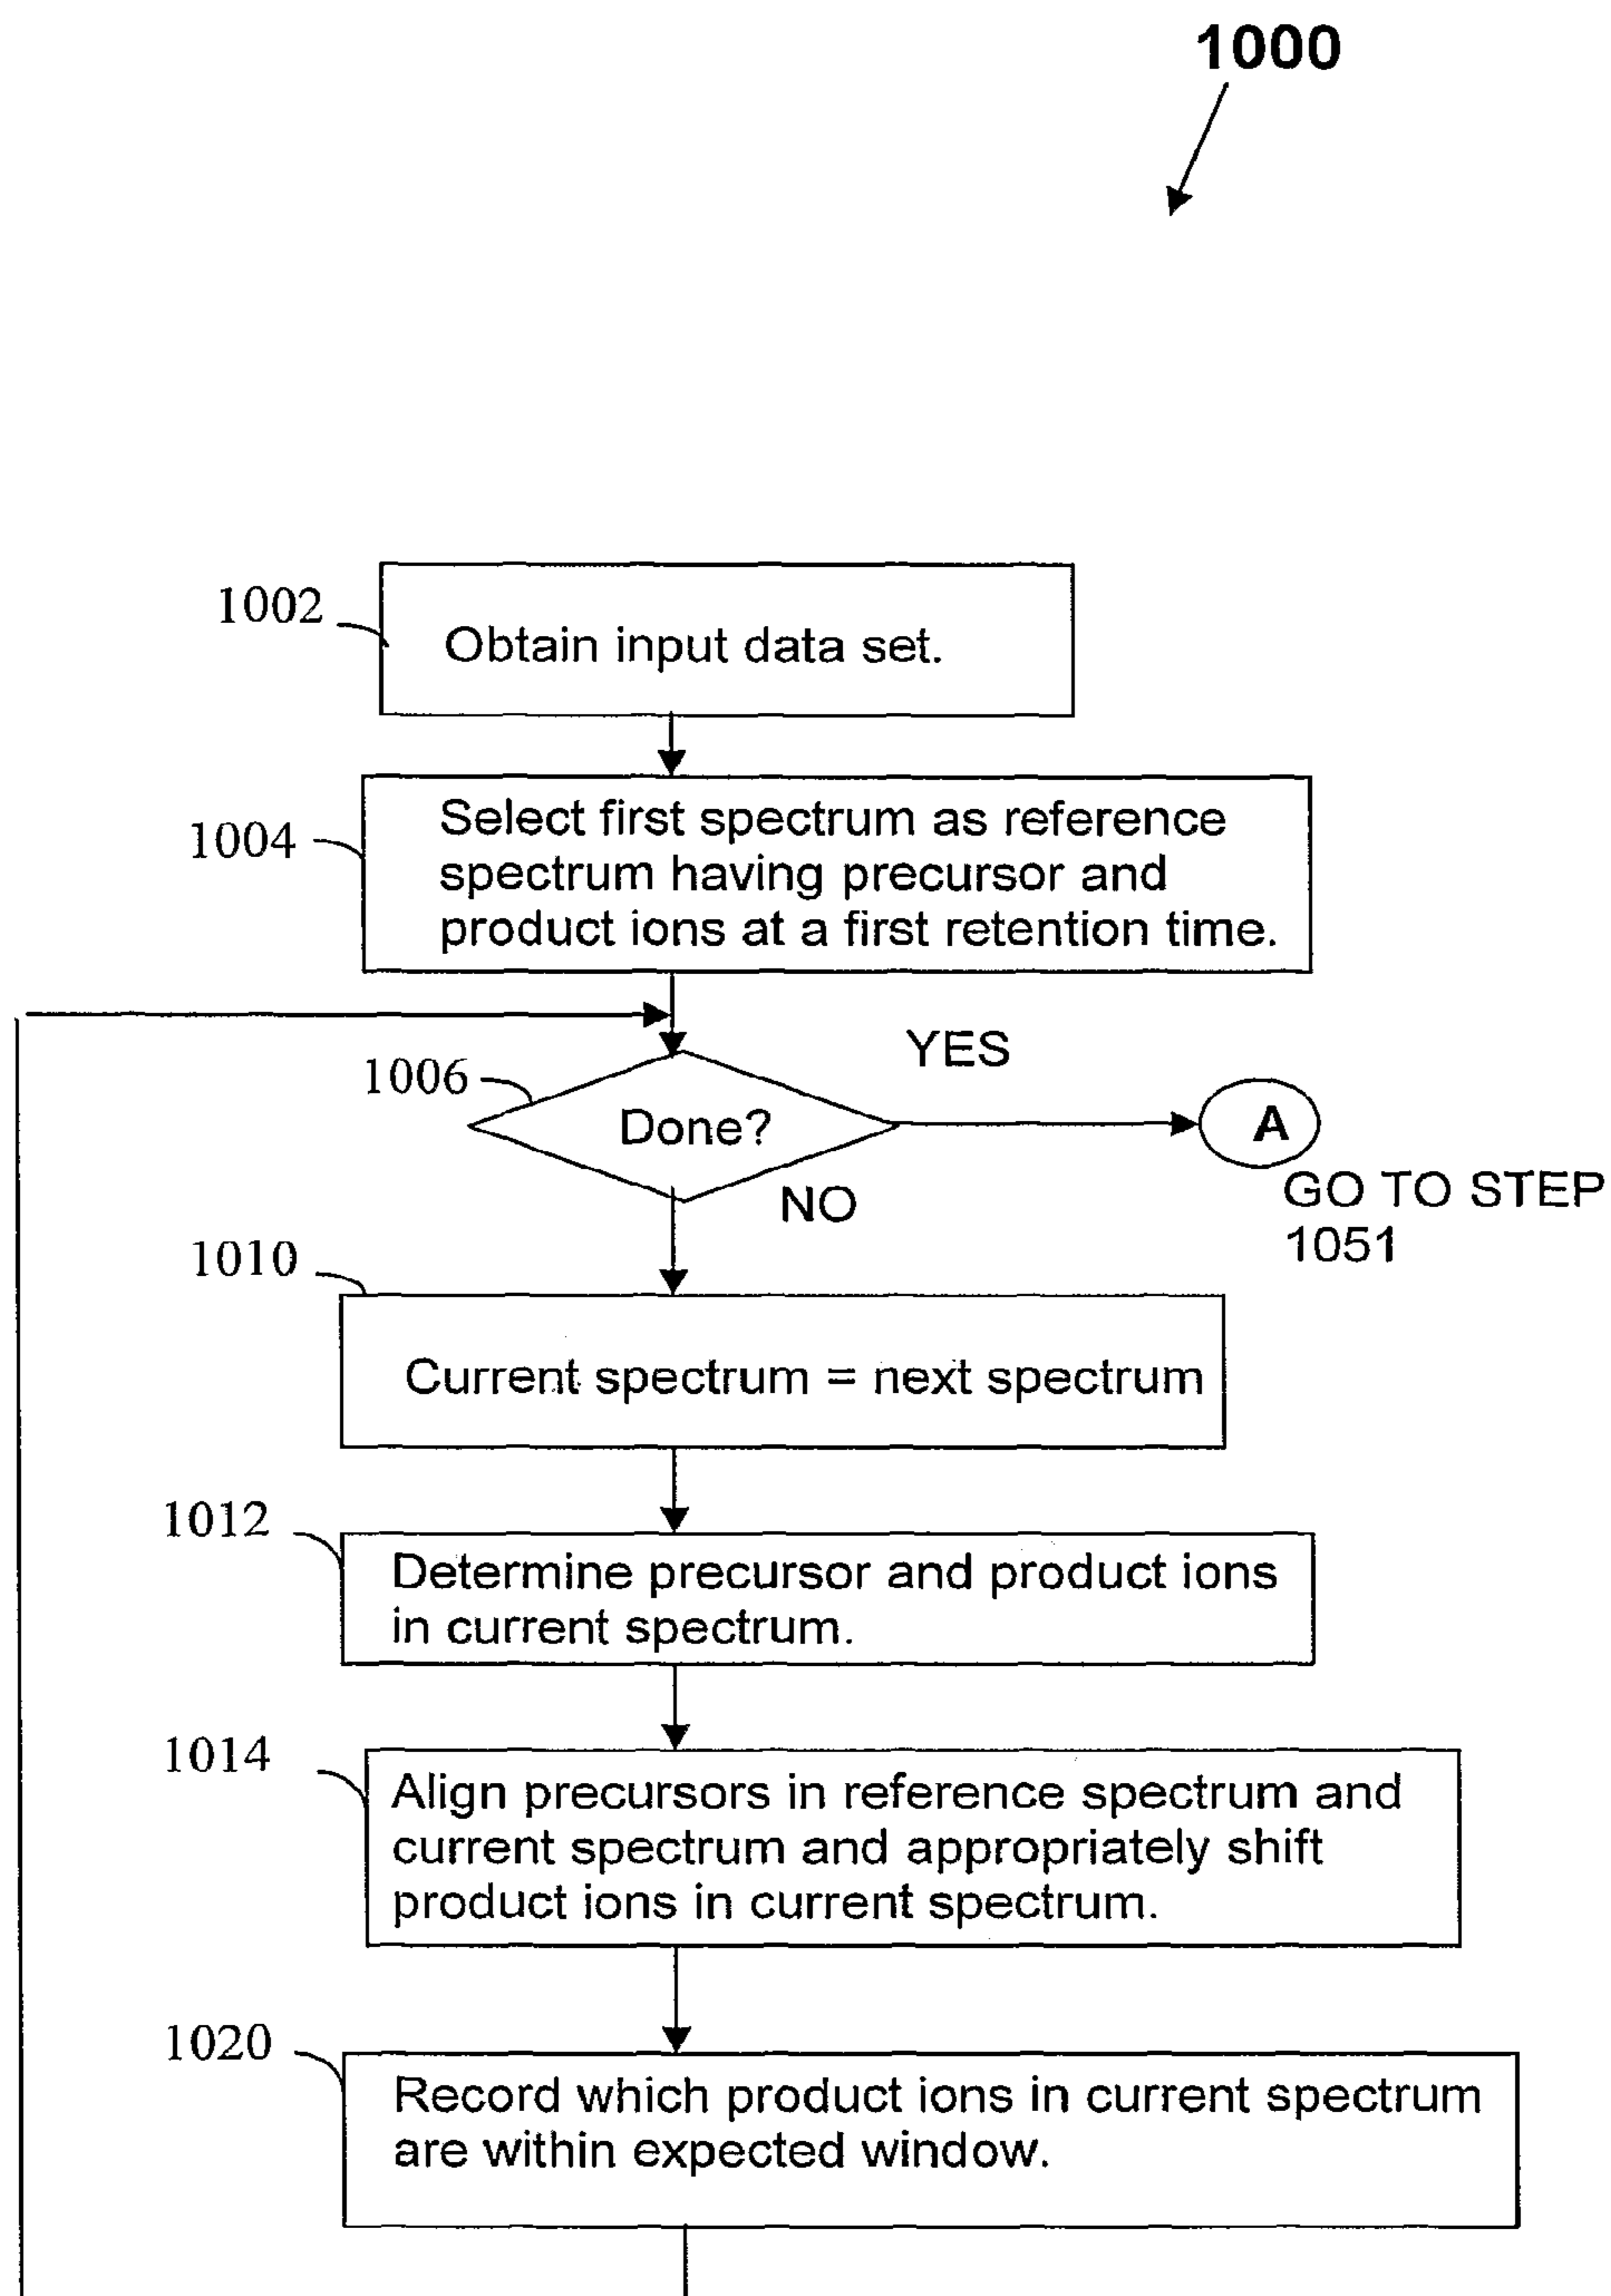 1000
1002
Obtain input data set.
1004
Select first spectrum as reference
spectrum having precursor and
product ions at a first retention time.
YES
1006
Done?
A
NO
GO TO STEP
1051
1010
Current spectrum = next spectrum
1012
Determine precursor and product ions
in current spectrum.
1014
Align precursors in reference spectrum and
current spectrum and appropriately shift
product ions in current spectrum.
1020
Record which product ions in current spectrum
are within expected window.